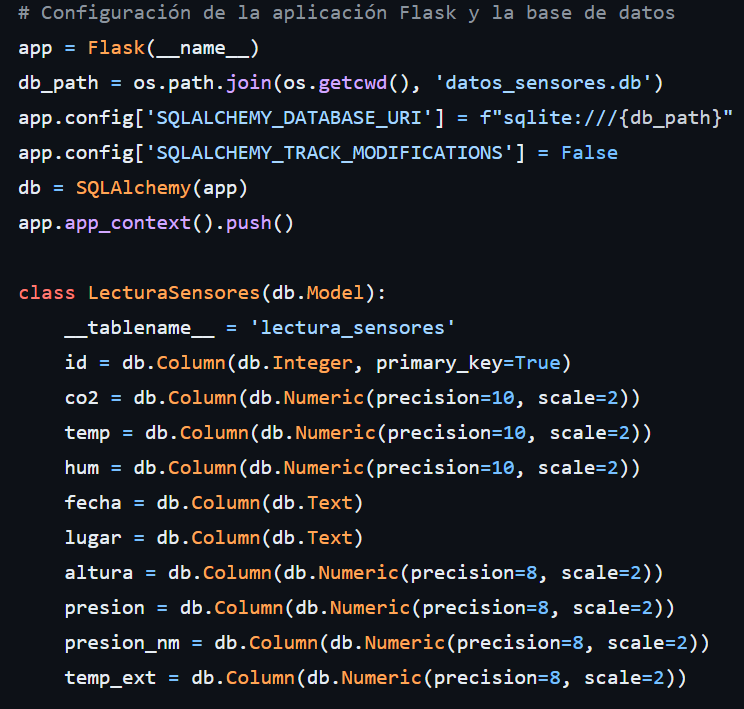 # Configuración de la aplicación Flask y la base de datos
app = Flask(__name__)
db_path = os.path.join(os.getcwd(), 'datos_sensores.db')
app.config['SQLALCHEMY_DATABASE_URI'] = f"sqlite:///{db_path}"
app.config['SQLALCHEMY_TRACK_MODIFICATIONS'] = False
db = SQLAlchemy(app)
app.app_context().push()

class LecturaSensores(db.Model):
    __tablename__ = 'lectura_sensores'
    id = db.Column(db.Integer, primary_key=True)
    co2 = db.Column(db.Numeric(precision=10, scale=2))
    temp = db.Column(db.Numeric(precision=10, scale=2))
    hum = db.Column(db.Numeric(precision=10, scale=2))
    fecha = db.Column(db.Text)
    lugar = db.Column(db.Text)
    altura = db.Column(db.Numeric(precision=8, scale=2))
    presion = db.Column(db.Numeric(precision=8, scale=2))
    presion_nm = db.Column(db.Numeric(precision=8, scale=2))
    temp_ext = db.Column(db.Numeric(precision=8, scale=2))